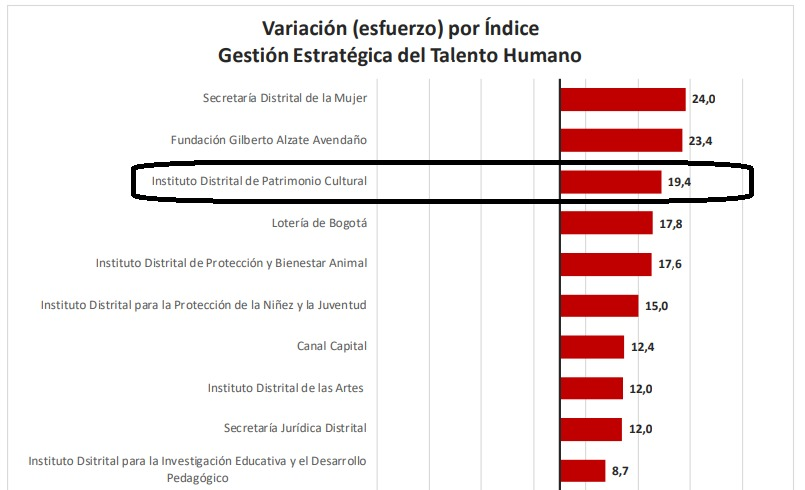 Variación (esfuerzo) por Índice
Gestión Estratégica del Talento Humano
Secretaría Distrital de la Mujer 24,0
Fundación Gilberto Alzate Avendaño 23,4
Instituto Distrital de Patrimonio Cultural 19,4
Lotería de Bogotá 17,8
Instituto Distrital de Protección y Bienestar Animal 17,6
Instituto Distrital para la Protección de la Niñez y la Juventud 15,0
Canal Capital 12,4
Instituto Distrital de las Artes 12,0
Secretaría Jurídica Distrital 12,0
Instituto Dsitrital para la Investigación Educativa y el Desarrollo
Pedagógico 8,7